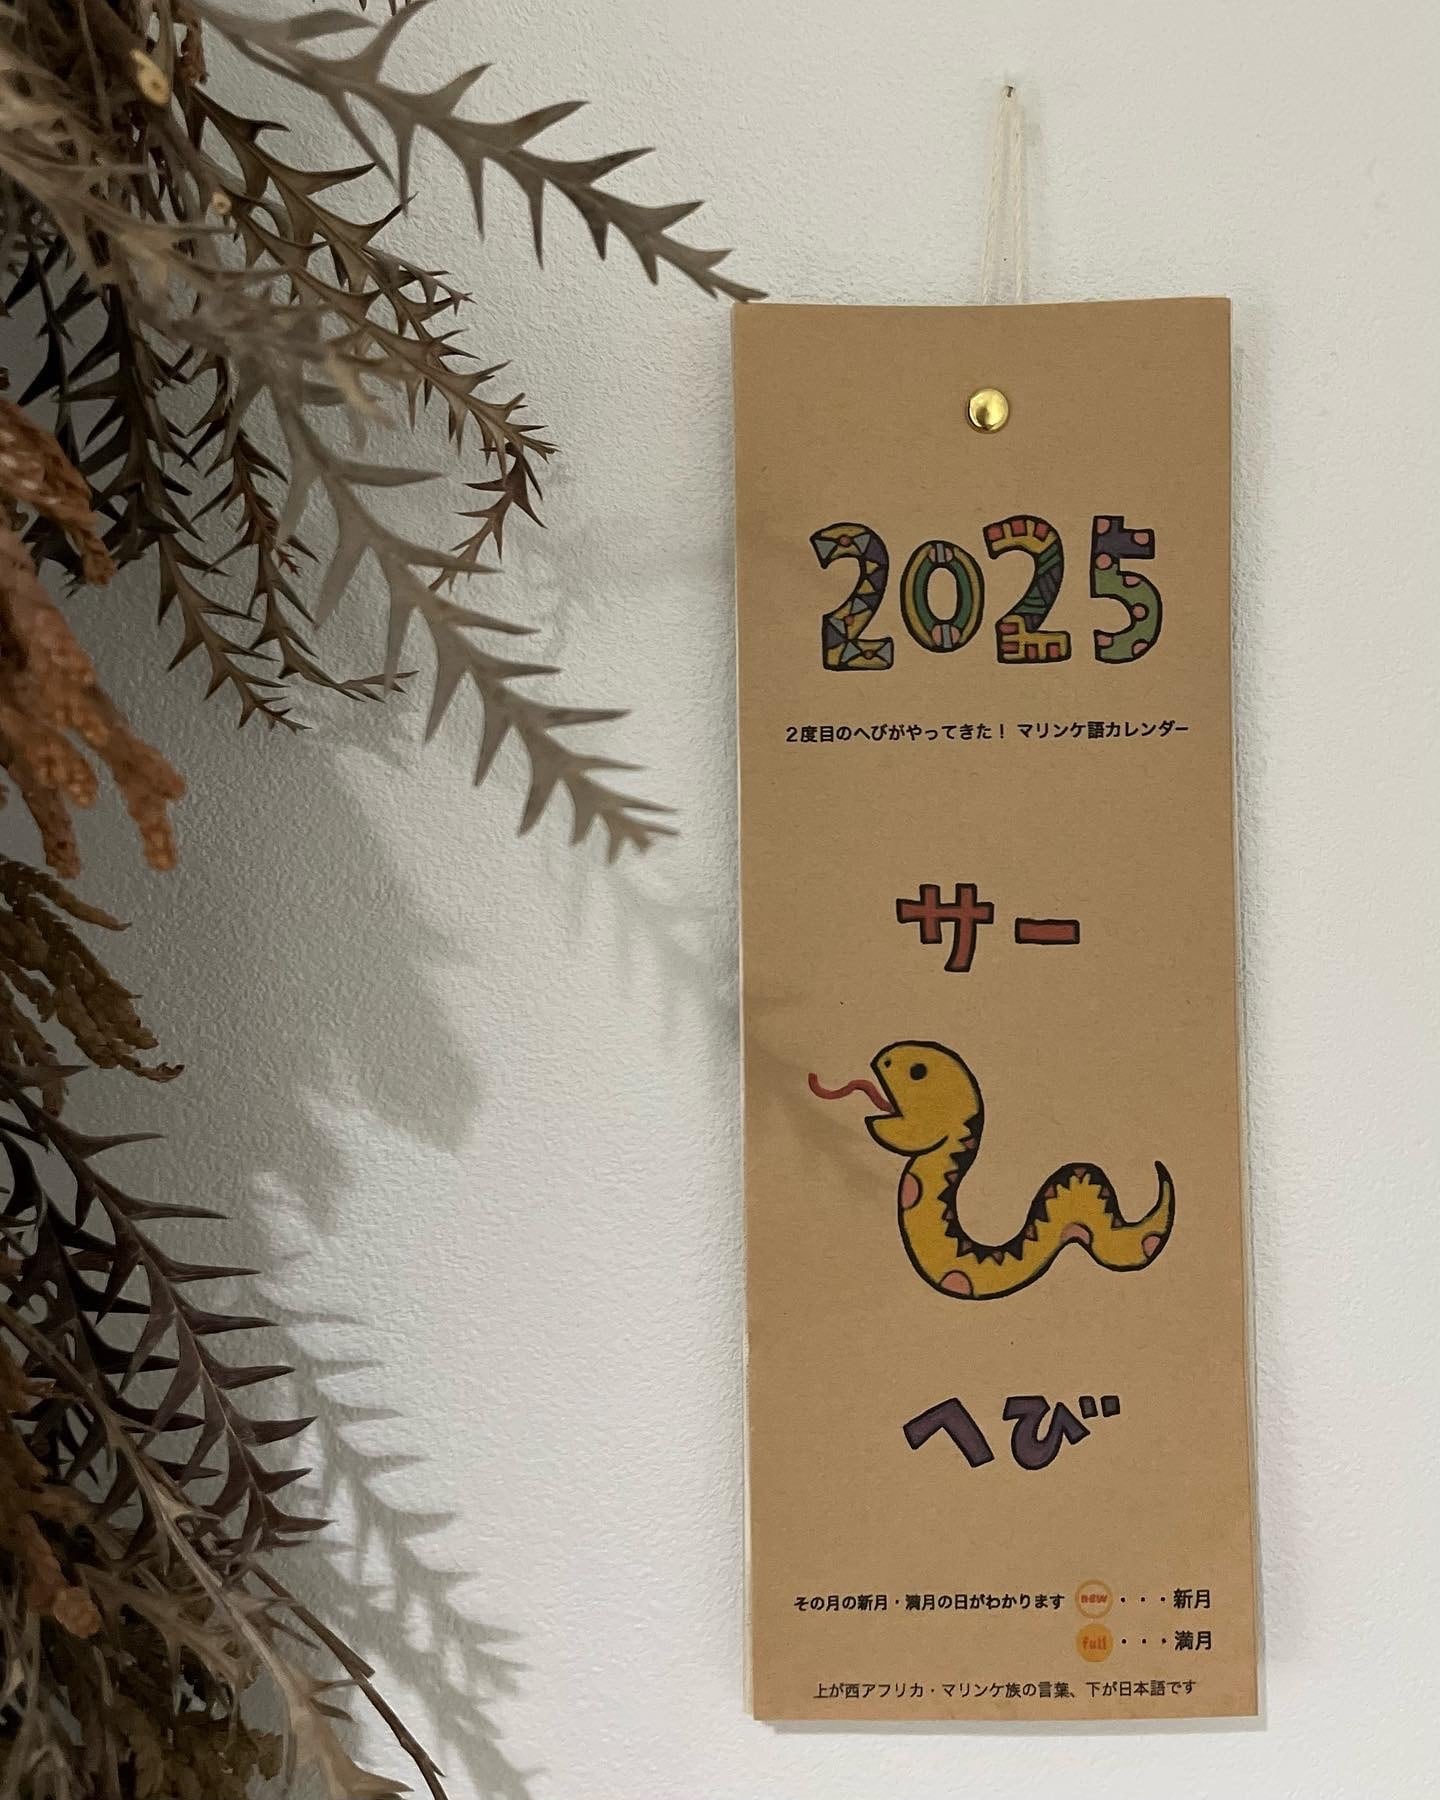 2025
2度目のへびがやってきた！ マリンケ語カレンダー
サー
へび
その月の新月・満月の日がわかります new・・・新月
full・・・満月
上が西アフリカ・マリンケ族の言葉、下が日本語です